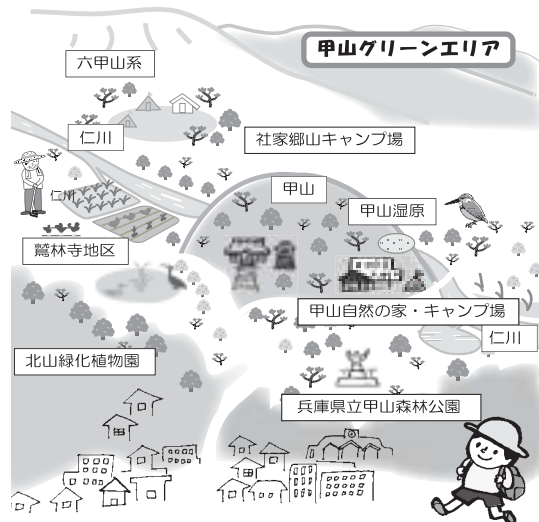 甲山グリーンエリア
六甲山系
仁川
社家郷山キャンプ場
甲山
仁川
甲山湿原
鷲林寺地区
甲山自然の家・キャンプ場
仁川
北山緑化植物園
兵庫県立甲山森林公園